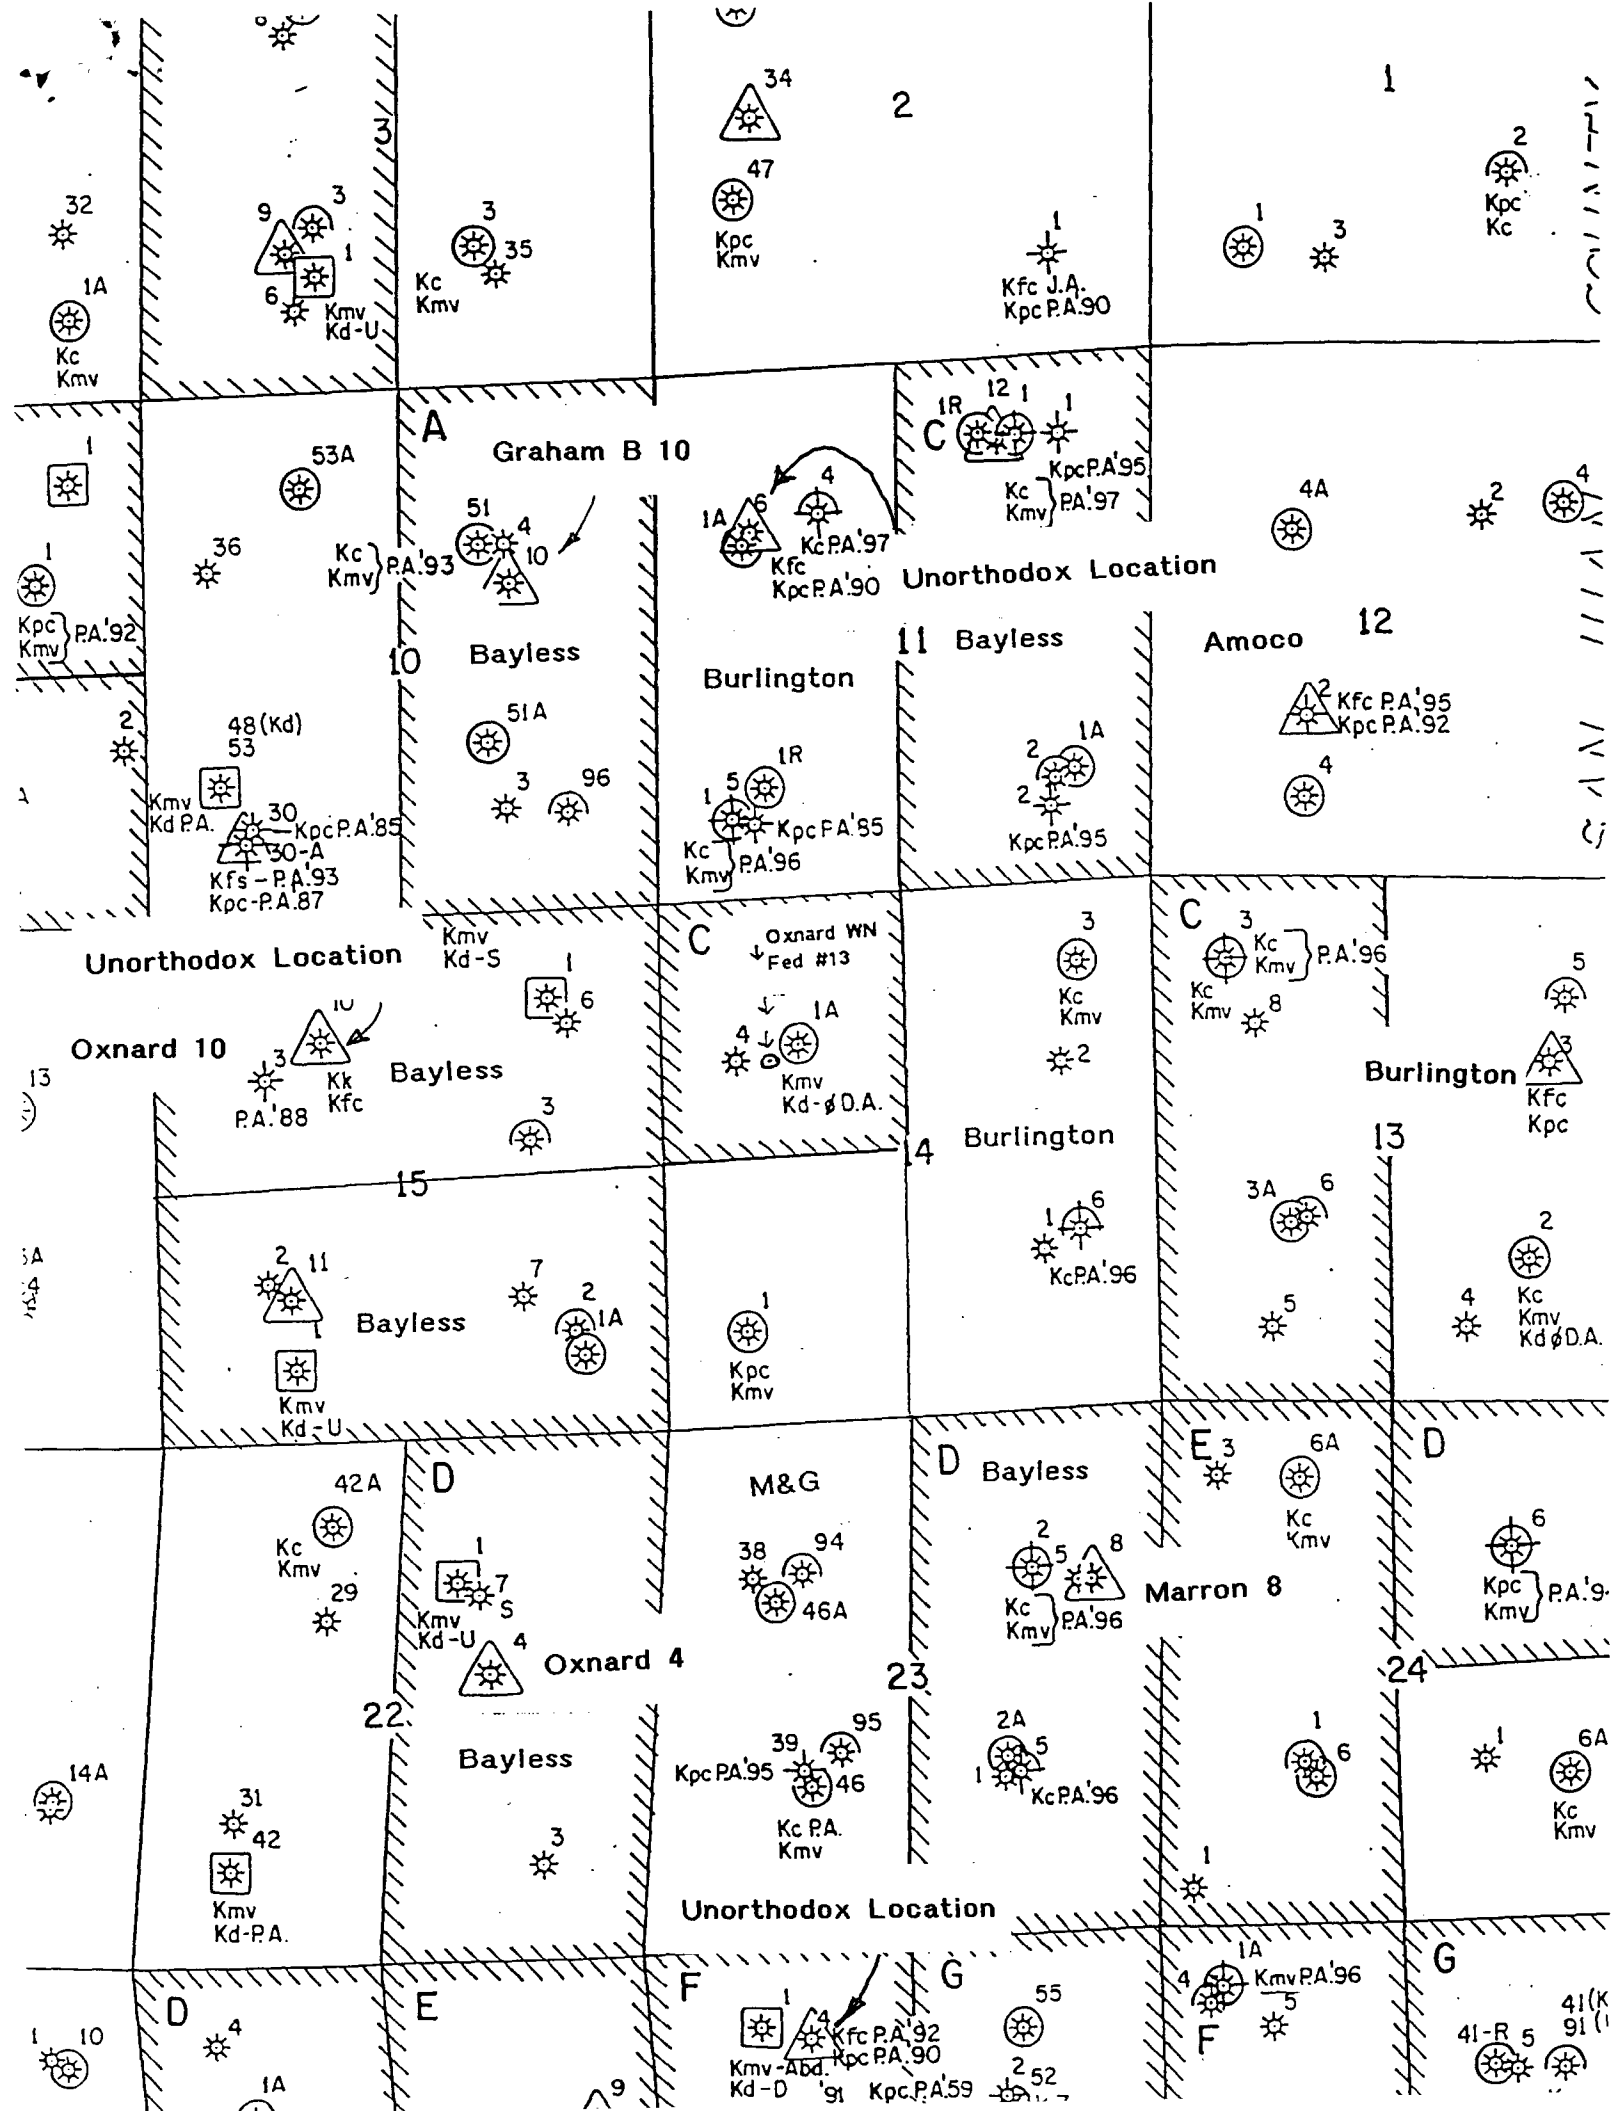 34
2
1
47
Kpc
Kmv
2
Kpc
Kc
3
32
9
3
1
6
Kmv
Kd-U
1A
Kc
Kmv
3
35
Kc
Kmv
1
Kfc J.A.
Kpc P.A.'90
1
3
A
Graham B 10
C
1R
12
1
1
Kpc P.A.'95
Kc
Kmv } P.A.'97
1
53A
51
4
10
Kc
Kmv } P.A.'93
36
1A
6
4
Kc P.A.'97
Kfc
Kpc P.A.'90
Unorthodox Location
4A
2
4
1
Kpc
Kmv } P.A.'92
10
Bayless
Burlington
11
Bayless
Amoco
12
2
Kfc P.A.'95
Kpc P.A.'92
4
2
48 (Kd)
53
Kmv
Kd P.A.
30
Kpc P.A.'85
30-A
Kfs - P.A.'93
Kpc-P.A.87
51A
3
96
1R
5
1
Kpc P.A.'85
Kc
Kmv } P.A.'96
1A
2
2
Kpc P.A.'95
Unorthodox Location
Kmv
Kd-S
1
6
C
Oxnard WN
Fed #13
3
Kc
Kmv
C
3
Kc
Kmv } P.A.'96
Kc
Kmv
8
5
Oxnard 10
10
3
P.A.'88
Kk
Kfc
Bayless
3
4
1A
Kmv
Kd-ø D.A.
2
Burlington
3
Kfc
Kpc
13
15
14
Burlington
13
2
11
Bayless
1
Kmv
Kd-U
7
2
1A
1
Kpc
Kmv
1
6
Kc P.A.'96
3A
6
5
2
Kc
Kmv
Kd ø D.A.
4
42A
Kc
Kmv
29
D
1
7
S
Kmv
Kd-U
4
Oxnard 4
M&G
38
94
46A
D
Bayless
2
5
8
Kc
Kmv } P.A.'96
Marron 8
E
3
6A
Kc
Kmv
D
6
Kpc
Kmv } P.A.'9
22
23
24
14A
31
42
Kmv
Kd-P.A.
Bayless
3
39
95
Kpc P.A.'95
46
Kc P.A.
Kmv
2A
5
1
Kc P.A.'96
1
6
1
1
6A
Kc
Kmv
Unorthodox Location
1
10
D
4
1A
E
9
F
1
4
Kfc P.A.'92
Kpc P.A.'90
Kmv-Abd.
Kd-D '91
Kpc P.A.'59
G
55
2
52
1A
4
Kmv P.A.'96
5
F
G
41-R
5
41(K
91(